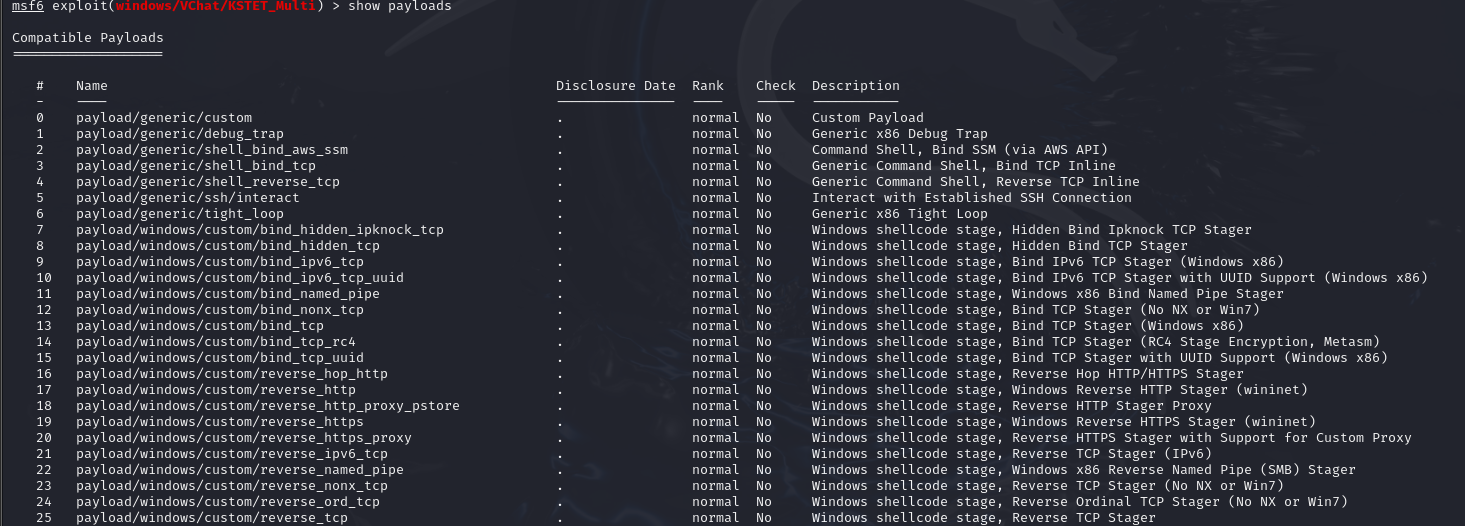 msf6 exploit(windows/VChat/KSTET_Multi) > show payloads
Compatible Payloads
===================
# Name Disclosure Date Rank Check Description
- ---- --------------- ---- ----- -----------
0 payload/generic/custom . normal No Custom Payload
1 payload/generic/debug_trap . normal No Generic x86 Debug Trap
2 payload/generic/shell_bind_aws_ssm . normal No Command Shell, Bind SSM (via AWS API)
3 payload/generic/shell_bind_tcp . normal No Generic Command Shell, Bind TCP Inline
4 payload/generic/shell_reverse_tcp . normal No Generic Command Shell, Reverse TCP Inline
5 payload/generic/ssh/interact . normal No Interact with Established SSH Connection
6 payload/generic/tight_loop . normal No Generic x86 Tight Loop
7 payload/windows/custom/bind_hidden_ipknock_tcp . normal No Windows shellcode stage, Hidden Bind Ipknock TCP Stager
8 payload/windows/custom/bind_hidden_tcp . normal No Windows shellcode stage, Hidden Bind TCP Stager
9 payload/windows/custom/bind_ipv6_tcp . normal No Windows shellcode stage, Bind IPv6 TCP Stager (Windows x86)
10 payload/windows/custom/bind_ipv6_tcp_uuid . normal No Windows shellcode stage, Bind IPv6 TCP Stager with UUID Support (Windows x86)
11 payload/windows/custom/bind_named_pipe . normal No Windows shellcode stage, Windows x86 Bind Named Pipe Stager
12 payload/windows/custom/bind_nonx_tcp . normal No Windows shellcode stage, Bind TCP Stager (No NX or Win7)
13 payload/windows/custom/bind_tcp . normal No Windows shellcode stage, Bind TCP Stager (Windows x86)
14 payload/windows/custom/bind_tcp_rc4 . normal No Windows shellcode stage, Bind TCP Stager (RC4 Stage Encryption, Metasm)
15 payload/windows/custom/bind_tcp_uuid . normal No Windows shellcode stage, Bind TCP Stager with UUID Support (Windows x86)
16 payload/windows/custom/reverse_hop_http . normal No Windows shellcode stage, Reverse Hop HTTP/HTTPS Stager
17 payload/windows/custom/reverse_http . normal No Windows shellcode stage, Windows Reverse HTTP Stager (wininet)
18 payload/windows/custom/reverse_http_proxy_pstore . normal No Windows shellcode stage, Reverse HTTP Stager Proxy
19 payload/windows/custom/reverse_https . normal No Windows shellcode stage, Windows Reverse HTTPS Stager (wininet)
20 payload/windows/custom/reverse_https_proxy . normal No Windows shellcode stage, Reverse HTTPS Stager with Support for Custom Proxy
21 payload/windows/custom/reverse_ipv6_tcp . normal No Windows shellcode stage, Reverse TCP Stager (IPv6)
22 payload/windows/custom/reverse_named_pipe . normal No Windows shellcode stage, Windows x86 Reverse Named Pipe (SMB) Stager
23 payload/windows/custom/reverse_nonx_tcp . normal No Windows shellcode stage, Reverse TCP Stager (No NX or Win7)
24 payload/windows/custom/reverse_ord_tcp . normal No Windows shellcode stage, Reverse Ordinal TCP Stager (No NX or Win7)
25 payload/windows/custom/reverse_tcp . normal No Windows shellcode stage, Reverse TCP Stager